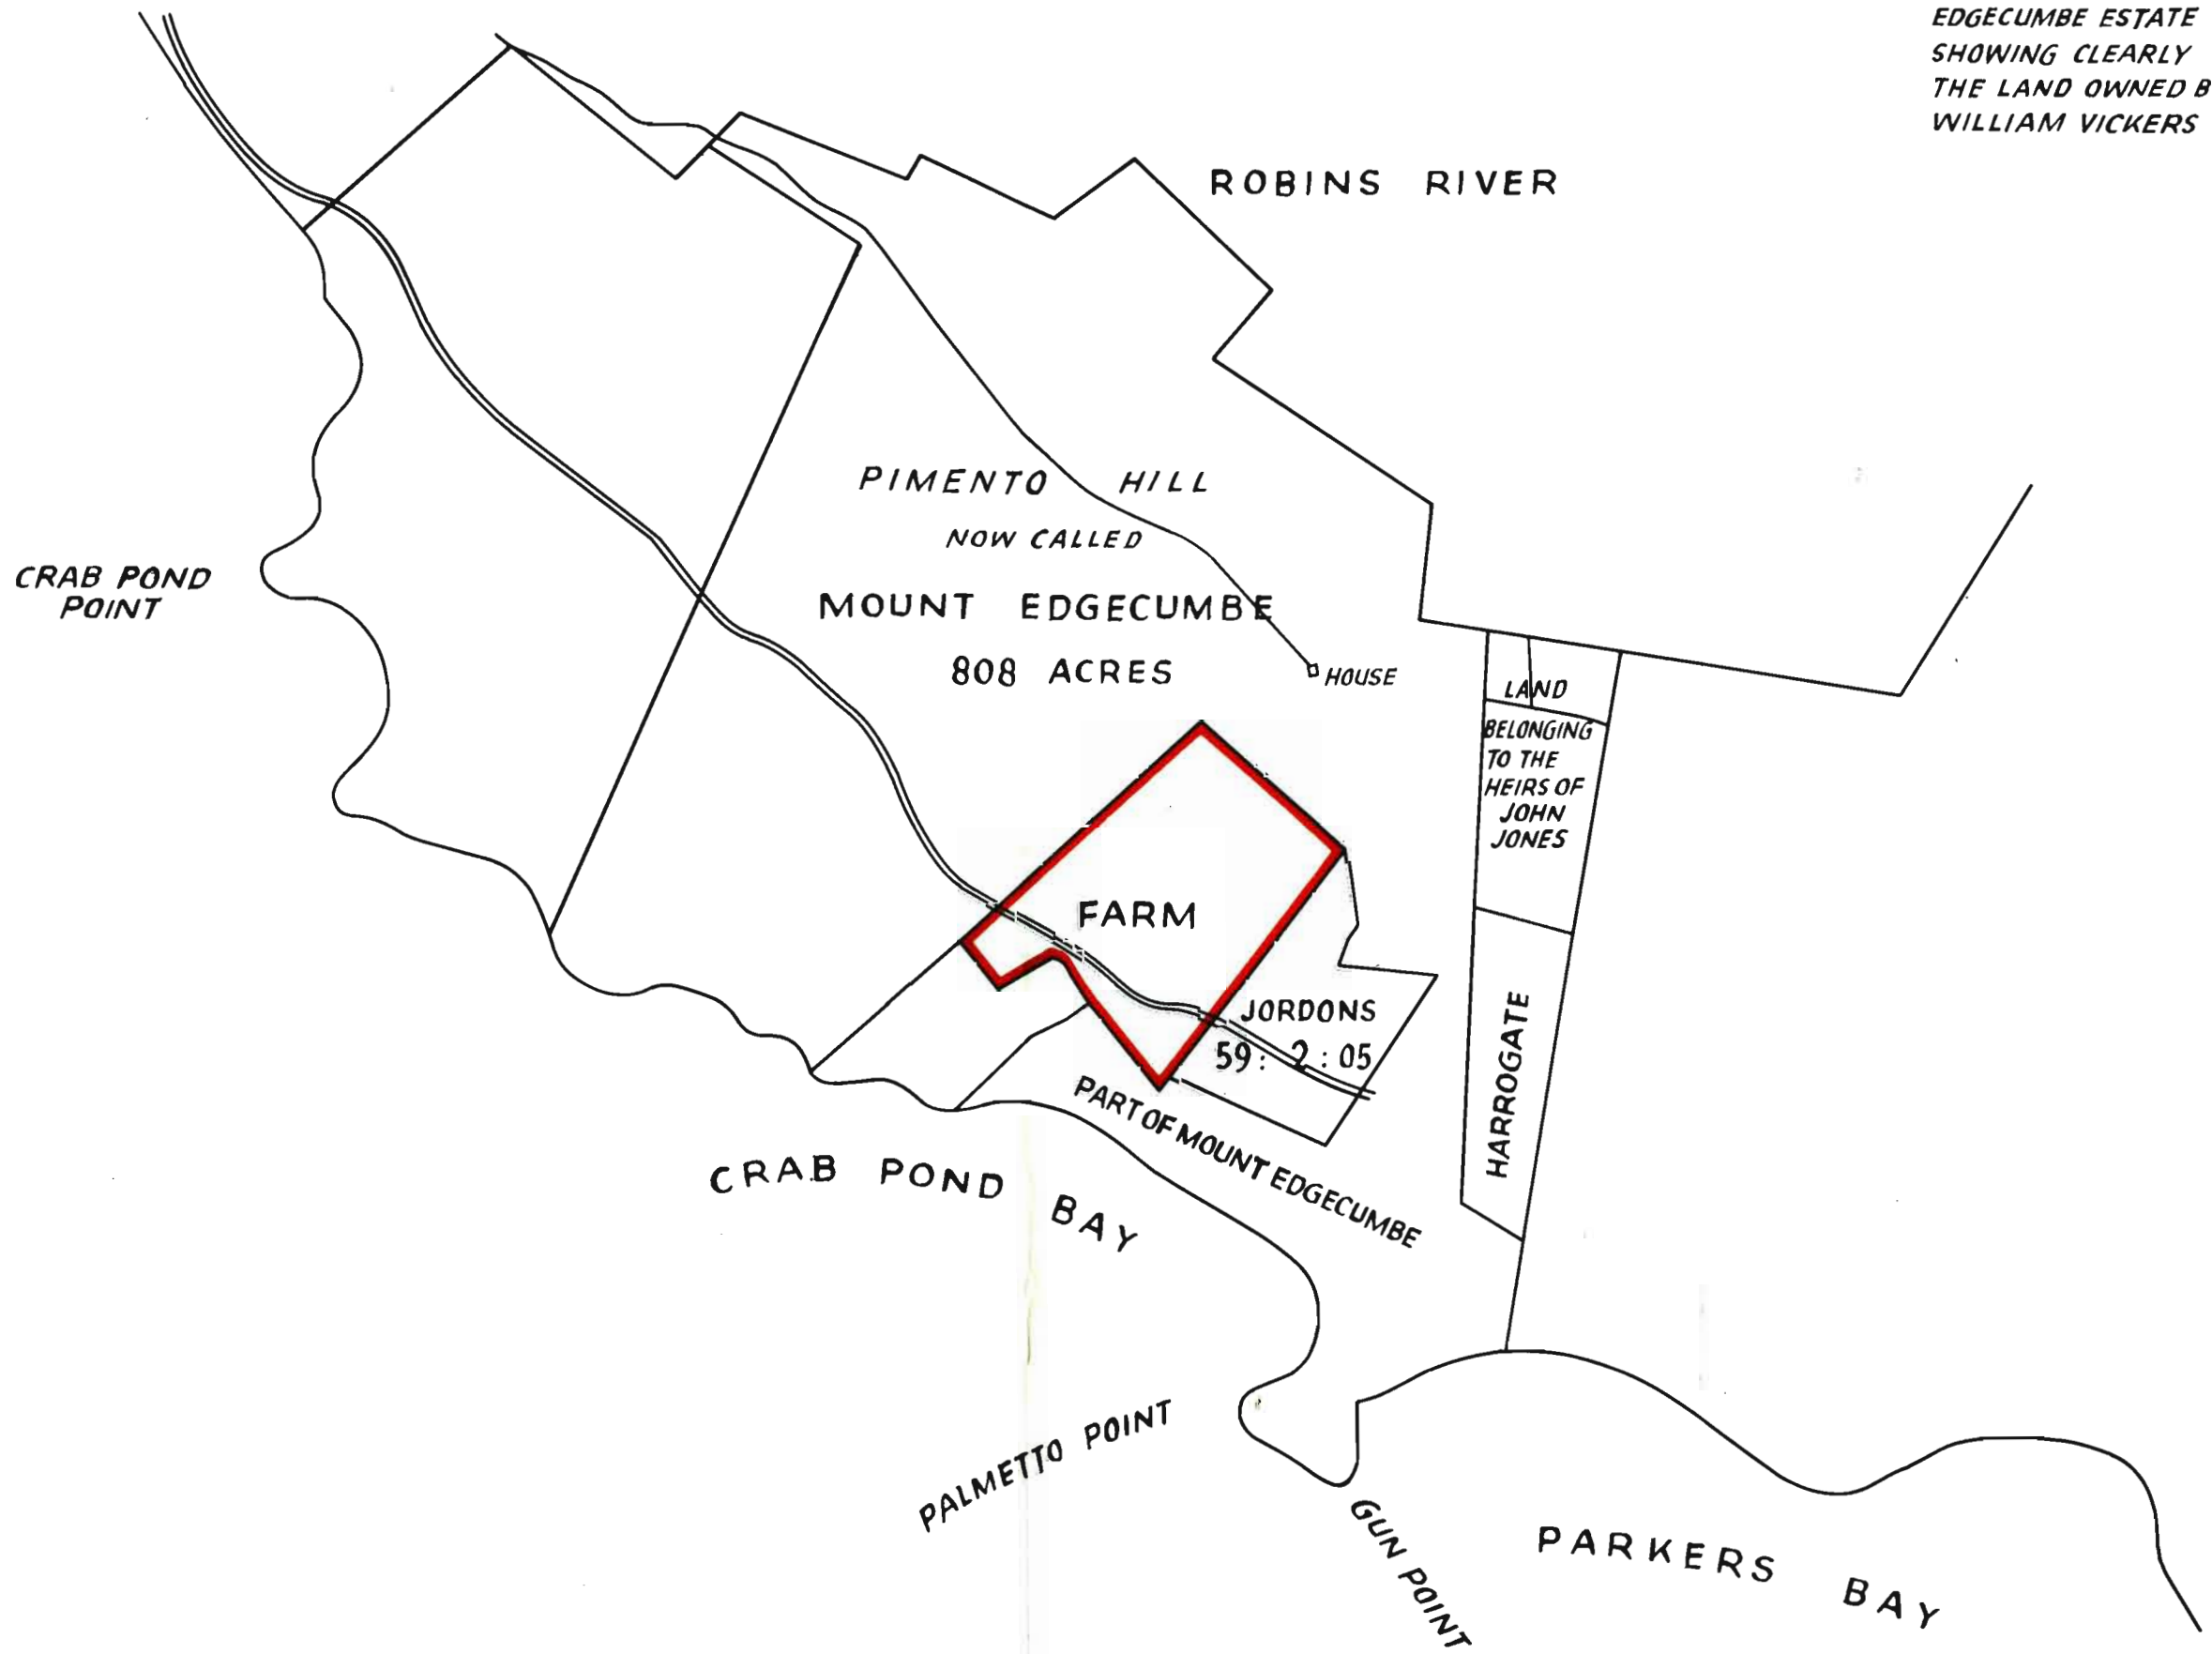 EDGECUMBE ESTATE
SHOWING CLEARLY
THE LAND OWNED B
WILLIAM VICKERS
ROBINS RIVER
PIMENTO HILL
NOW CALLED
MOUNT EDGECUMBE
808 ACRES
HOUSE
CRAB POND
POINT
LAND
BELONGING
TO THE
HEIRS OF
JOHN
JONES
FARM
JORDONS
59: 2: 05
HARROGATE
PART OF MOUNT EDGECUMBE
CRAB POND BAY
PALMETTO POINT
GUN POINT
PARKERS BAY